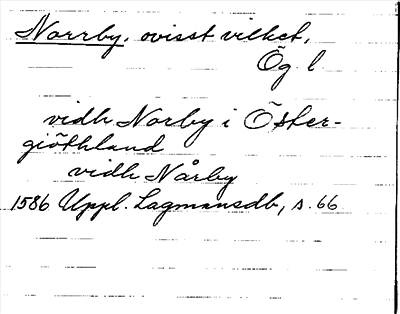 Norrby, ovisst vilket,
Ög. l.
vidh Norby i Öster-
giöthland
vidh Nårby
1586 Uppl. Lagmansdb, s. 66